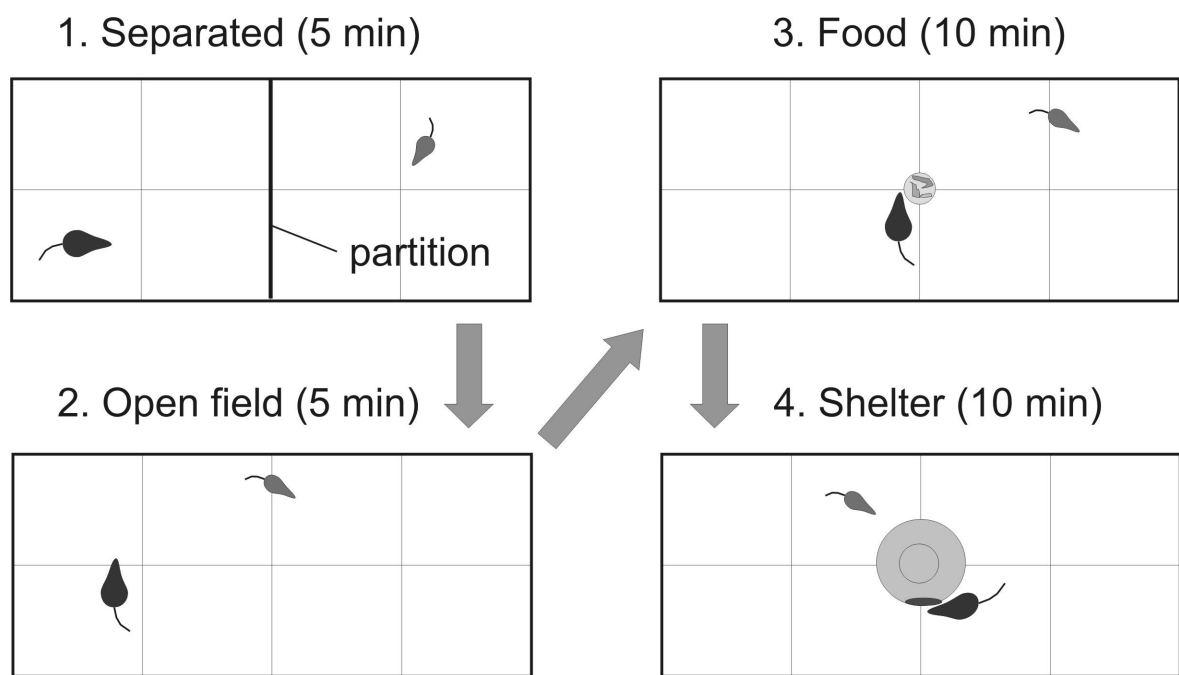 1. Separated (5 min)
partition
2. Open field (5 min)
3. Food (10 min)
4. Shelter (10 min)